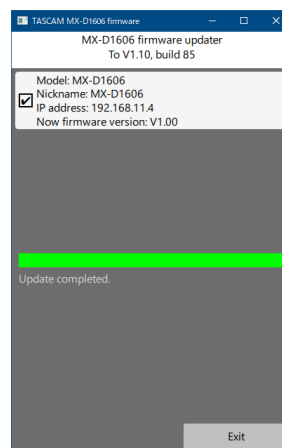 TASCAM MX-D1606 firmware
MX-D1606 firmware updater
To V1.10, build 85
Model: MX-D1606
Nickname: MX-D1606
IP address: 192.168.11.4
Now firmware version: V1.00
Update completed.
Exit